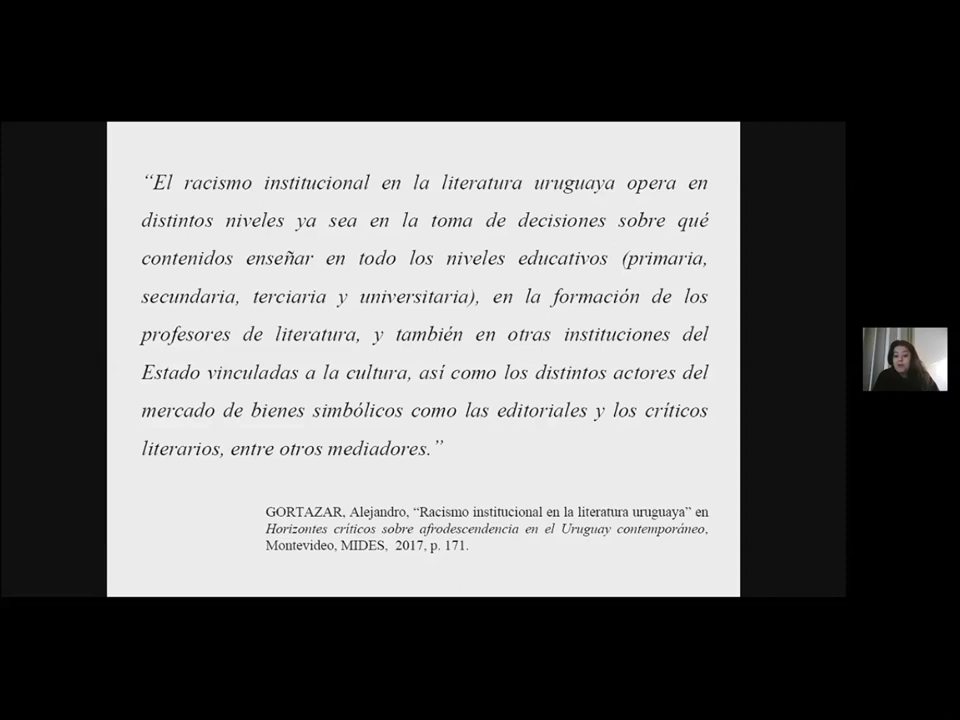 “El racismo institucional en la literatura uruguaya opera en
distintos niveles ya sea en la toma de decisiones sobre qué
contenidos enseñar en todo los niveles educativos (primaria,
secundaria, terciaria y universitaria), en la formación de los
profesores de literatura, y también en otras instituciones del
Estado vinculadas a la cultura, así como los distintos actores del
mercado de bienes simbólicos como las editoriales y los críticos
literarios, entre otros mediadores.”
GORTAZAR, Alejandro, “Racismo institucional en la literatura uruguaya” en
Horizontes críticos sobre afrodescendencia en el Uruguay contemporáneo,
Montevideo, MIDES, 2017, p. 171.